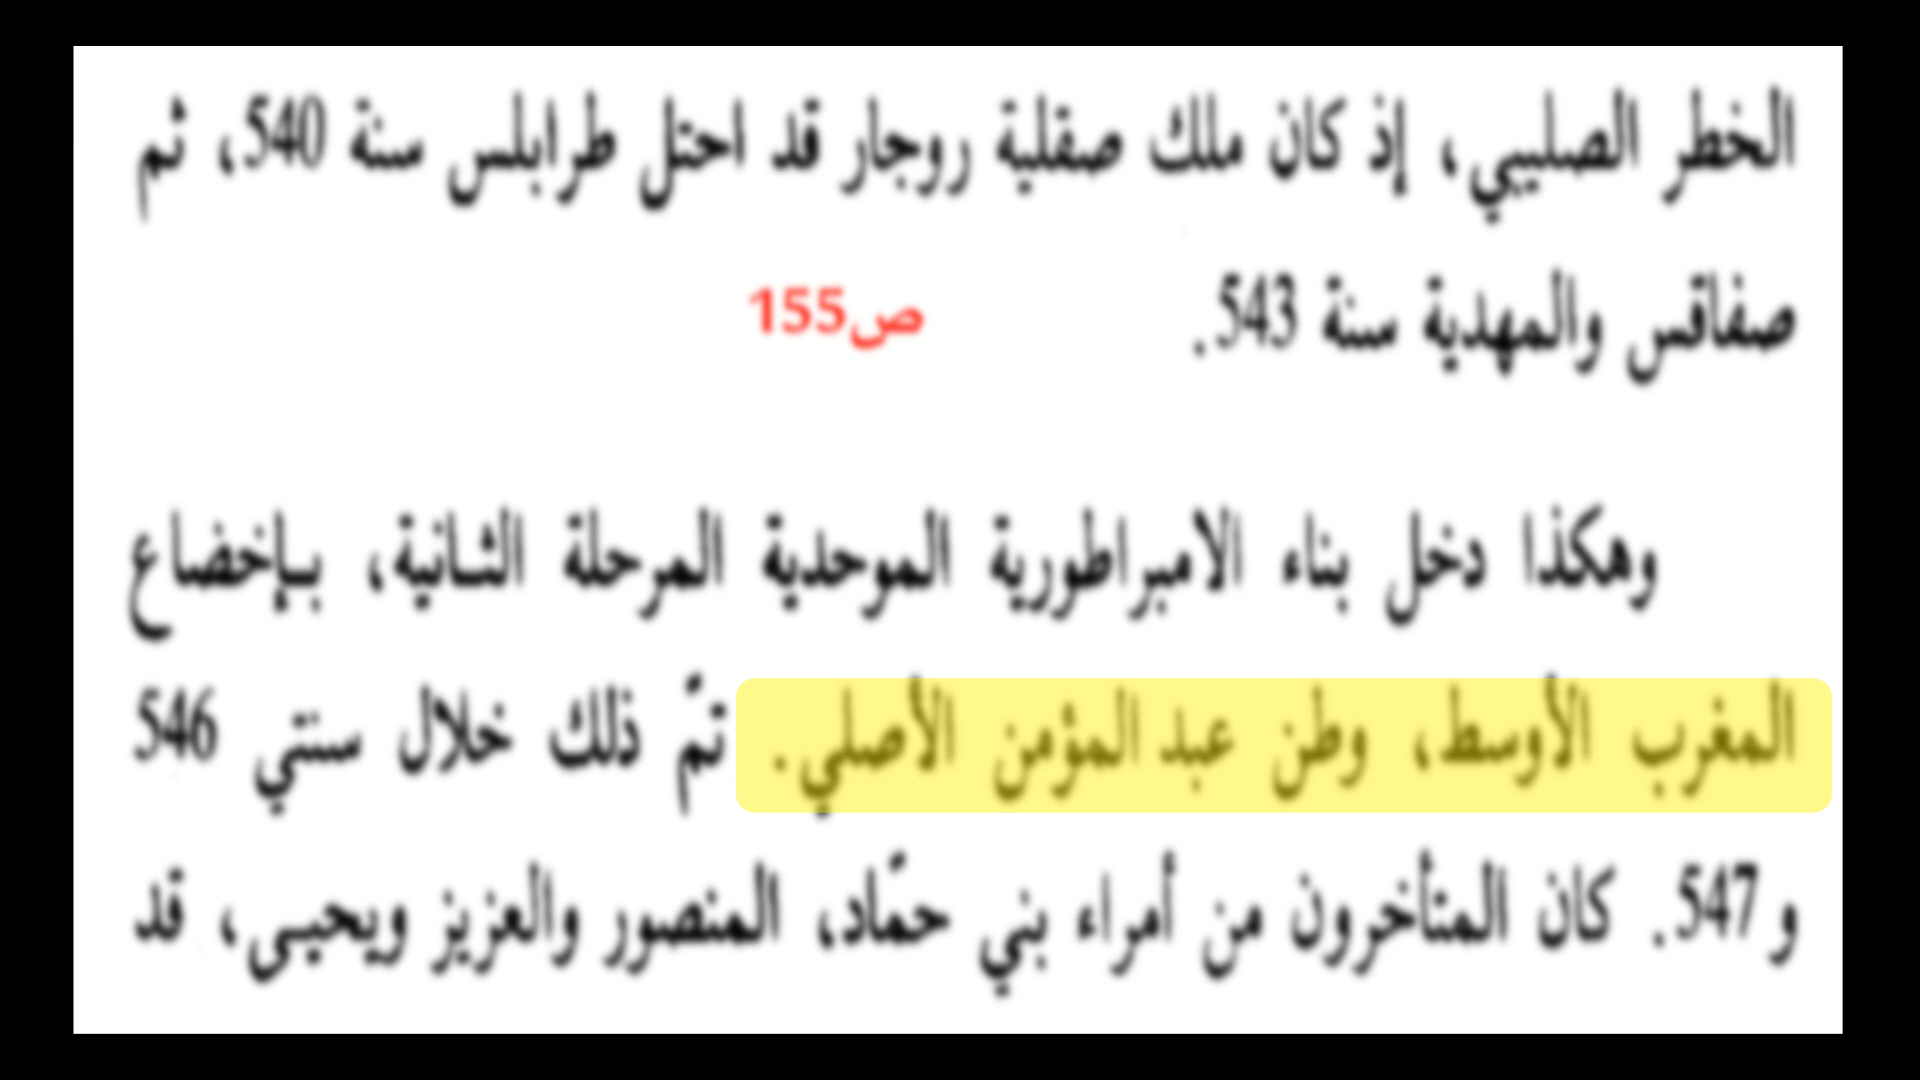 الخطر الصليبي، إذ كان ملك صقلية روجار قد احتل طرابلس سنة 540، ثم
صفاقس والمهدية سنة 543.
ص155
وهكذا دخل بناء الامبراطورية الموحدية المرحلة الثانية، بإخضاع
المغرب الأوسط، وطن عبد المؤمن الأصلي. تمّ ذلك خلال سنتي 546
و547. كان المتأخرون من أمراء بني حمّاد، المنصور والعزيز ويحيى، قد